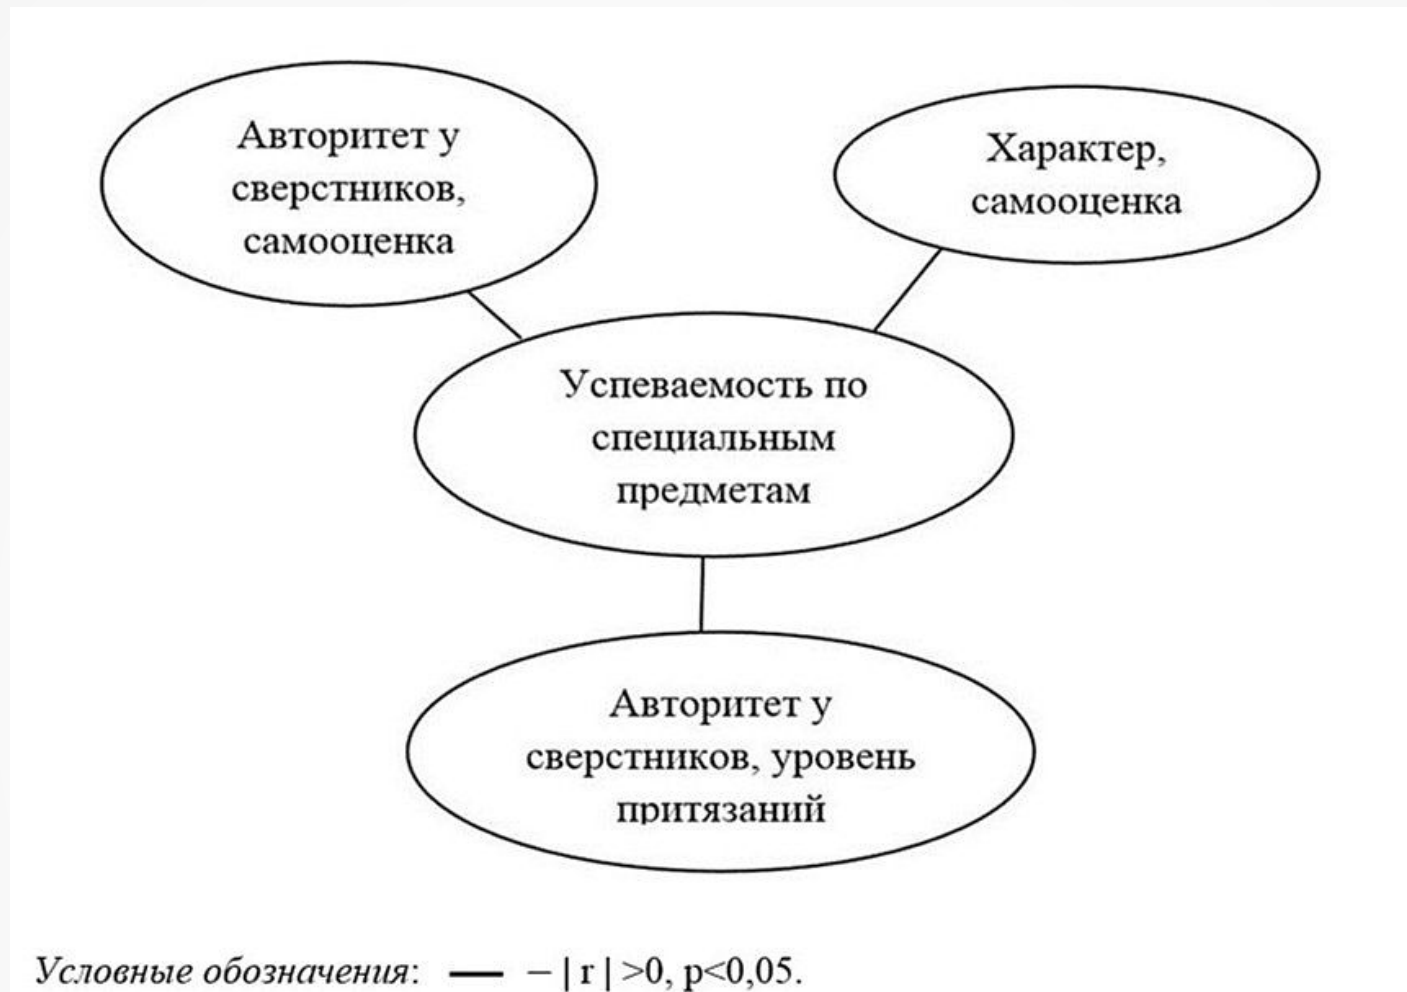 Авторитет у
сверстников,
самооценка
Характер,
самооценка
Успеваемость по
специальным
предметам
Авторитет у
сверстников, уровень
притязаний
Условные обозначения: — – | r | >0, p<0,05.